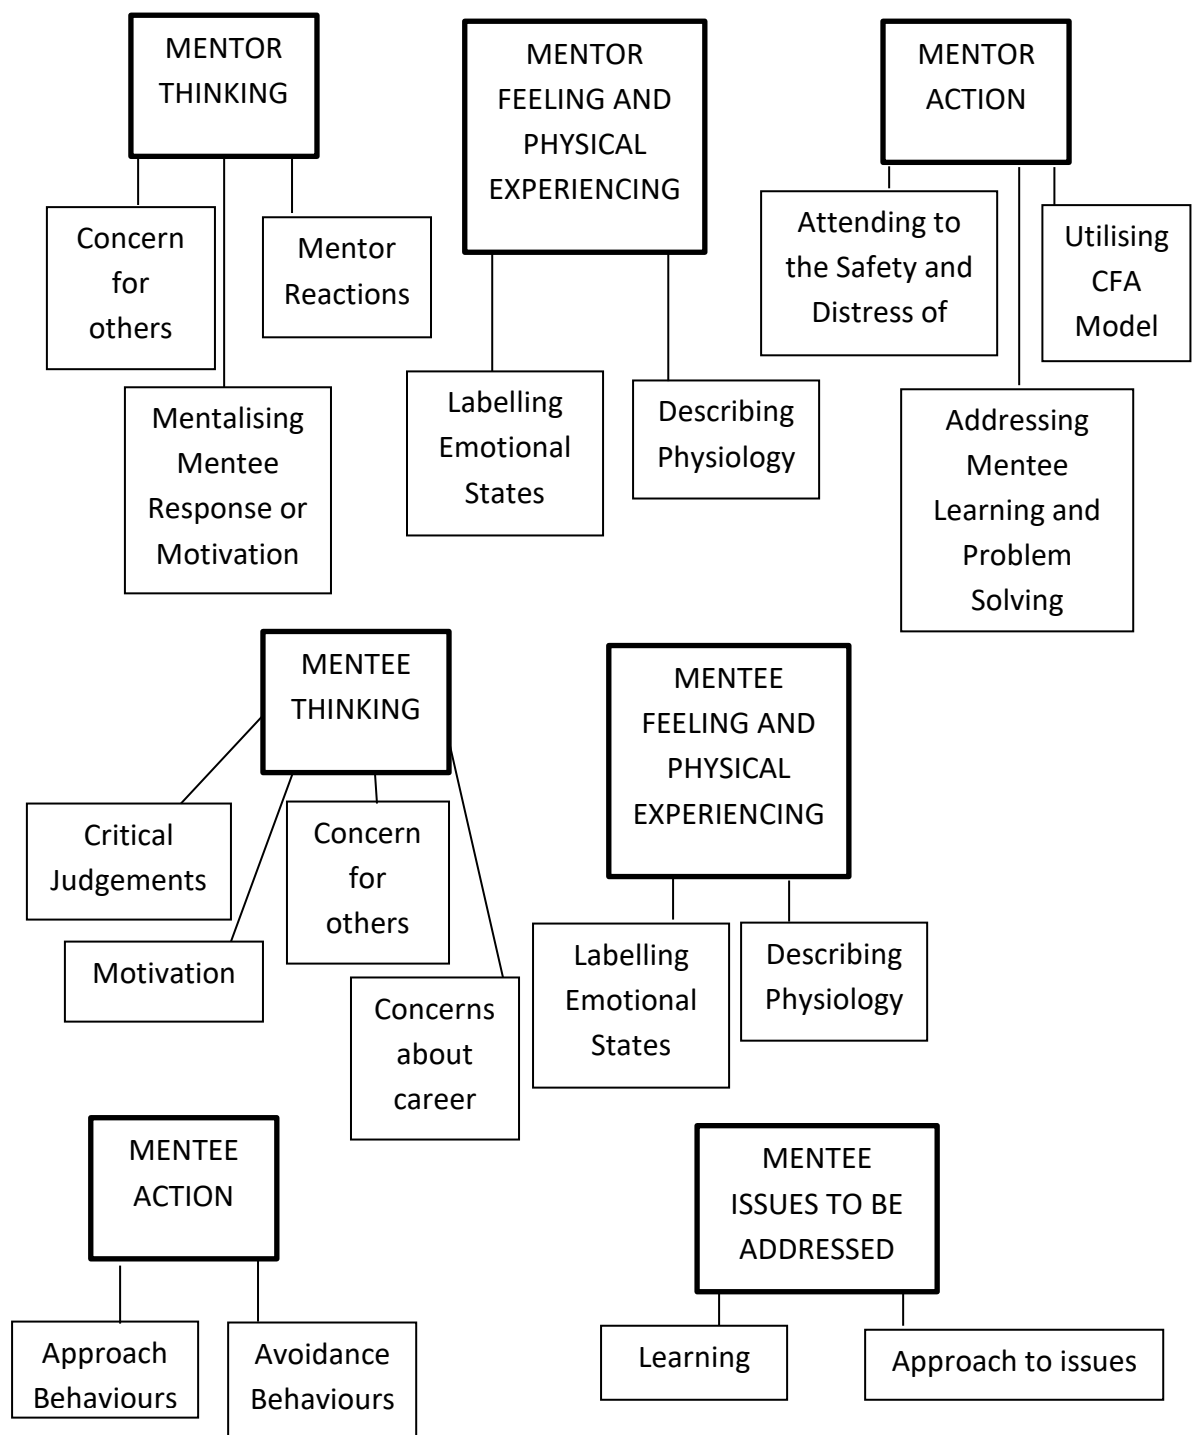 MENTOR
THINKING
MENTOR
FEELING AND
PHYSICAL
EXPERIENCING
MENTOR
ACTION
Concern
for
others
Mentor
Reactions
Mentalising
Mentee
Response or
Motivation
Labelling
Emotional
States
Describing
Physiology
Attending to
the Safety and
Distress of
Utilising
CFA
Model
Addressing
Mentee
Learning and
Problem
Solving
MENTEE
THINKING
MENTEE
FEELING AND
PHYSICAL
EXPERIENCING
Critical
Judgements
Motivation
Concern
for
others
Concerns
about
career
Labelling
Emotional
States
Describing
Physiology
MENTEE
ACTION
MENTEE
ISSUES TO BE
ADDRESSED
Approach
Behaviours
Avoidance
Behaviours
Learning
Approach to issues